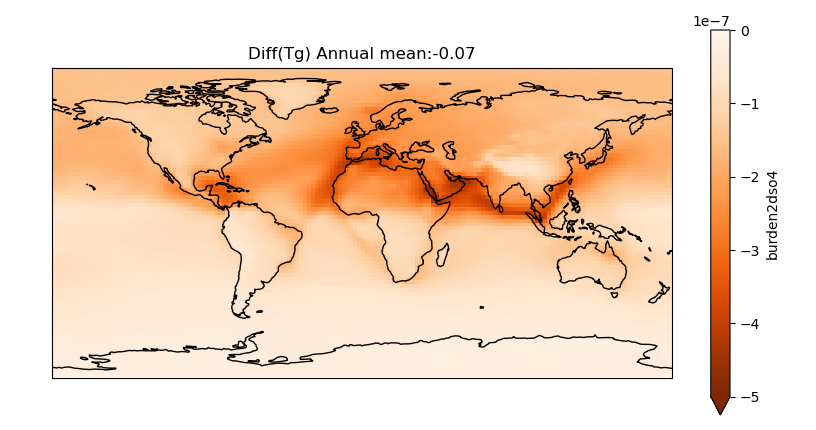 1e−7
Diff(Tg) Annual mean:-0.07
0
−1
−2
−3
−4
−5
burden2dso4